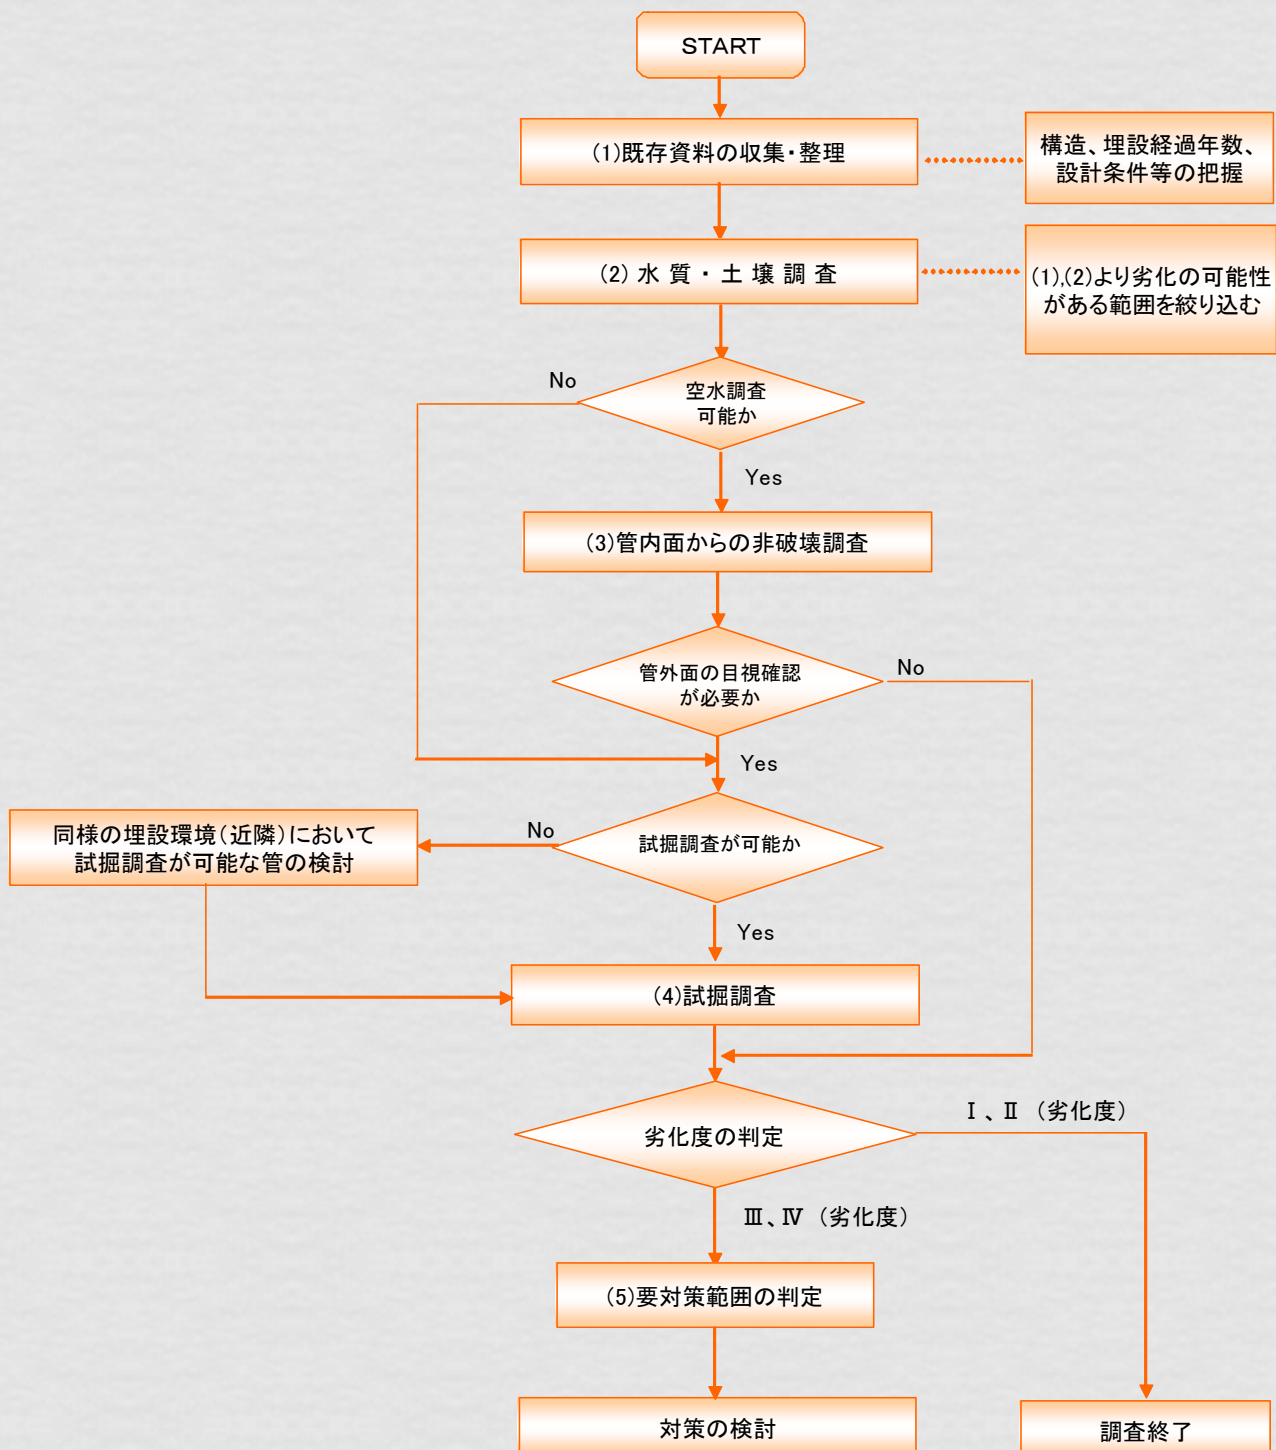 START
(1)既存資料の収集・整理
構造、埋設経過年数、
設計条件等の把握
(2) 水 質 ・ 土 壌 調 査
(1),(2)より劣化の可能性
がある範囲を絞り込む
No
空水調査
可能か
Yes
(3)管内面からの非破壊調査
管外面の目視確認
が必要か
No
Yes
同様の埋設環境(近隣)において
試掘調査が可能な管の検討
No
試掘調査が可能か
Yes
(4)試掘調査
Ⅰ、Ⅱ (劣化度)
劣化度の判定
Ⅲ、Ⅳ (劣化度)
(5)要対策範囲の判定
対策の検討
調査終了